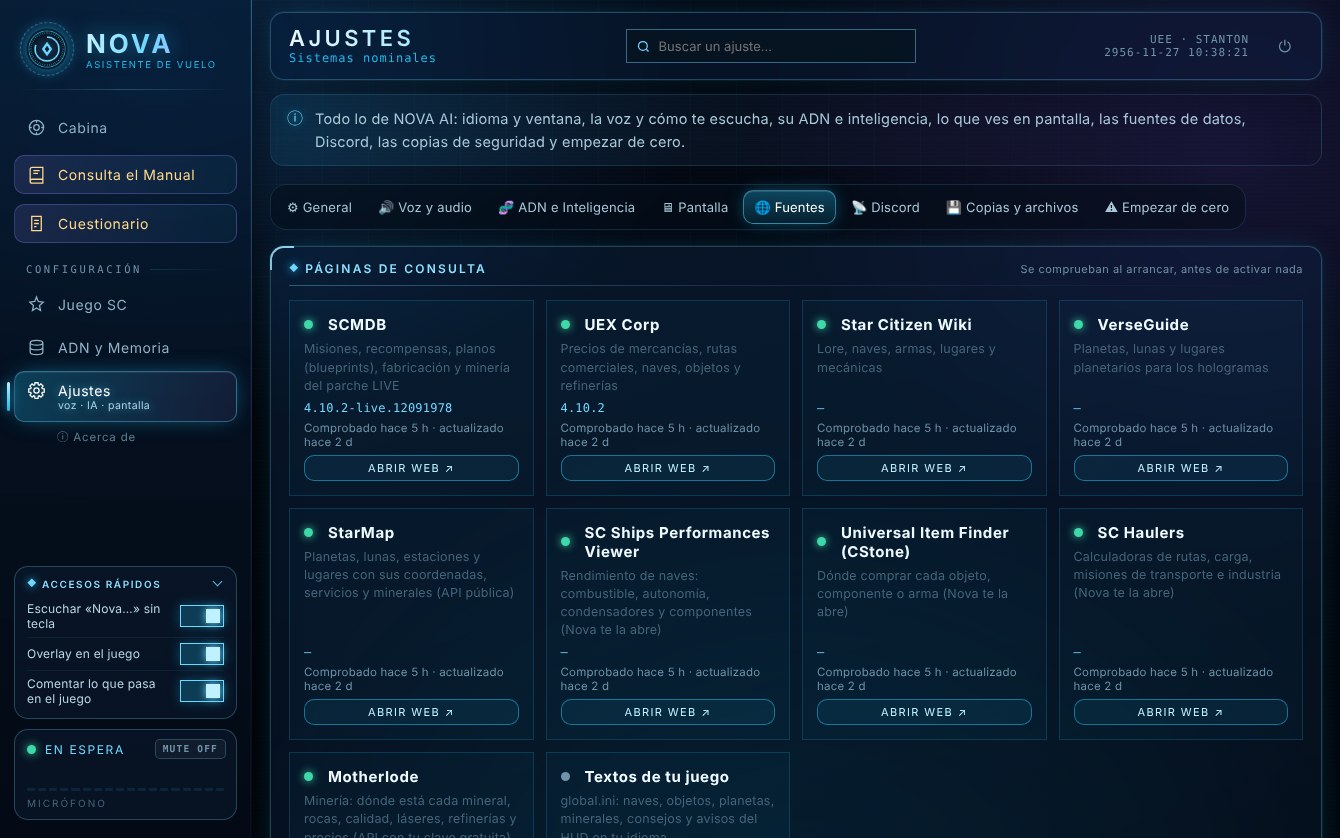 NOVA
ASISTENTE DE VUELO
Cabina
Consulta el Manual
Cuestionario
CONFIGURACIÓN
Juego SC
ADN y Memoria
Ajustes
voz · IA · pantalla
ⓘ Acerca de
ACCESOS RÁPIDOS
Escuchar «Nova...» sin
tecla
Overlay en el juego
Comentar lo que pasa
en el juego
EN ESPERA
MUTE OFF
MICRÓFONO
AJUSTES
Sistemas nominales
Buscar un ajuste...
UEE · STANTON
2956-11-27 10:38:21
Todo lo de NOVA AI: idioma y ventana, la voz y cómo te escucha, su ADN e inteligencia, lo que ves en pantalla, las fuentes de datos,
Discord, las copias de seguridad y empezar de cero.
General
Voz y audio
ADN e Inteligencia
Pantalla
Fuentes
Discord
Copias y archivos
Empezar de cero
PÁGINAS DE CONSULTA
Se comprueban al arrancar, antes de activar nada
SCMDB
Misiones, recompensas, planos
(blueprints), fabricación y minería
del parche LIVE
4.10.2-live.12091978
Comprobado hace 5 h · actualizado
hace 2 d
ABRIR WEB ↗
UEX Corp
Precios de mercancías, rutas
comerciales, naves, objetos y
refinerías
4.10.2
Comprobado hace 5 h · actualizado
hace 2 d
ABRIR WEB ↗
Star Citizen Wiki
Lore, naves, armas, lugares y
mecánicas
—
Comprobado hace 5 h · actualizado
hace 2 d
ABRIR WEB ↗
VerseGuide
Planetas, lunas y lugares
planetarios para los hologramas
—
Comprobado hace 5 h · actualizado
hace 2 d
ABRIR WEB ↗
StarMap
Planetas, lunas, estaciones y
lugares con sus coordenadas,
servicios y minerales (API pública)
—
Comprobado hace 5 h · actualizado
hace 2 d
ABRIR WEB ↗
SC Ships Performances
Viewer
Rendimiento de naves:
combustible, autonomía,
condensadores y componentes
(Nova te la abre)
—
Comprobado hace 5 h · actualizado
hace 2 d
ABRIR WEB ↗
Universal Item Finder
(CStone)
Dónde comprar cada objeto,
componente o arma (Nova te la
abre)
—
Comprobado hace 5 h · actualizado
hace 2 d
ABRIR WEB ↗
SC Haulers
Calculadoras de rutas, carga,
misiones de transporte e industria
(Nova te la abre)
—
Comprobado hace 5 h · actualizado
hace 2 d
ABRIR WEB ↗
Motherlode
Minería: dónde está cada mineral,
rocas, calidad, láseres, refinerías y
precios (API con tu clave gratuita)
Textos de tu juego
global.ini: naves, objetos, planetas,
minerales, consejos y avisos del
HUD en tu idioma